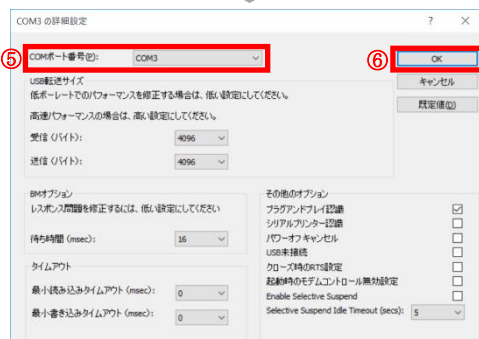 COM3 の詳細設定
? ×
⑤ COMポート番号(P): COM3
⑥ OK
キャンセル
既定値(D)
USB転送サイズ
低ボーレートでのパフォーマンスを修正する場合は、低い設定にしてください。
高速パフォーマンスの場合は、高い設定にしてください。
受信 (バイト): 4096
送信 (バイト): 4096
BMオプション
レスポンス問題を修正するには、低い設定にしてください
待ち時間 (msec): 16
タイムアウト
最小読み込みタイムアウト (msec): 0
最小書き込みタイムアウト (msec): 0
その他のオプション
プラグアンドプレイ認識
シリアルプリンター認識
パワーオフキャンセル
USB未接続
クローズ時のRTS設定
起動時のモデムコントロール無効設定
Enable Selective Suspend
Selective Suspend Idle Timeout (secs): 5